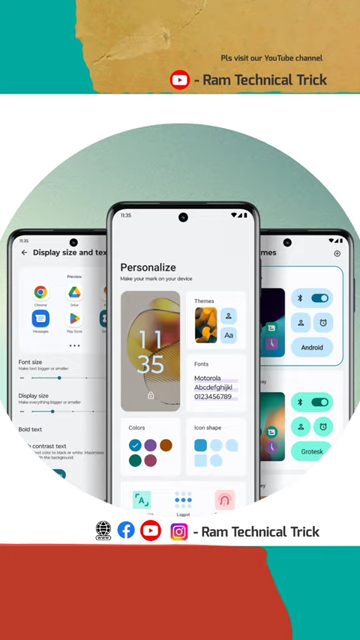 Pls visit our YouTube channel
- Ram Technical Trick
11:35
Personalize
Make your mark on your device
11
35
Themes
Aa
Fonts
Motorola
Abcdefghijkl
0123456789
Colors
Icon shape
A
11:35
Display size and tex
Preview
Chrome
Drive
Messages
Play Store
Font size
Make text bigger or smaller
Display size
Make everything bigger or smaller
Bold text
contrast text
Android
Grotesk
WWW
- Ram Technical Trick